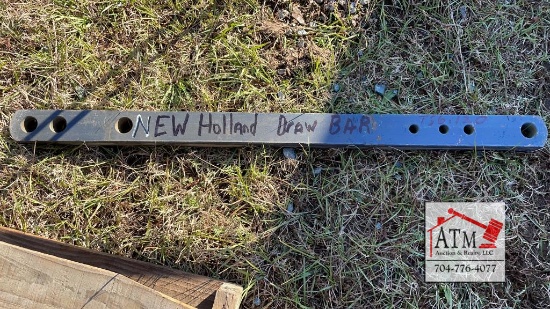 NEW Holland Draw BAR
ATM
Auction & Realty LLC
704-776-4077